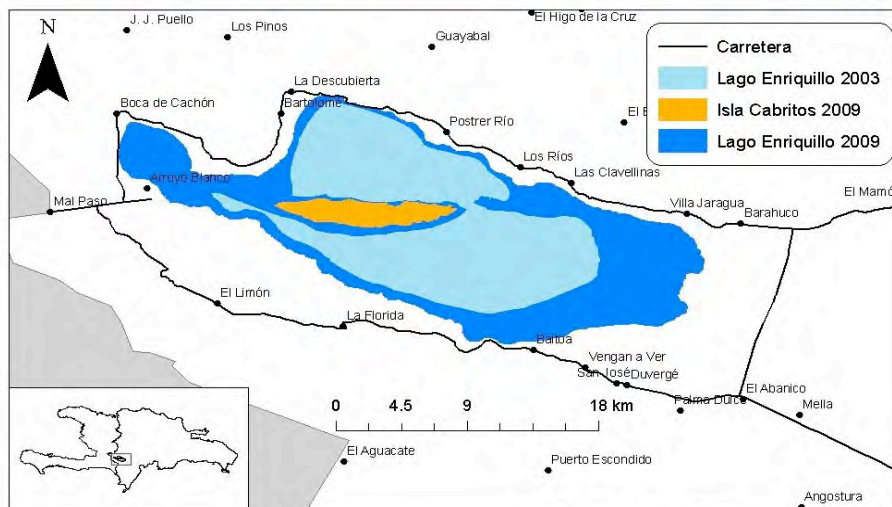 El Higo de la Cruz
J. J. Puello
N
Los Pinos
Guayabal
Carretera
Lago Enriquillo 2003
Isla Cabritos 2009
Lago Enriquillo 2009
La Descubierta
Boca de Cachón
Bartolomé
Postrer Río
El
Los Ríos
Las Clavellinas
Arroyo Blanco
El Mamó
Mal Paso
Villa Jaragua
Barahuco
El Limón
La Florida
Baitoa
Vengan a Ver
San José
Duvergé
El Abanico
Palma Dulce
Mella
0 4.5 9 18 km
El Aguacate
Puerto Escondido
Angostura